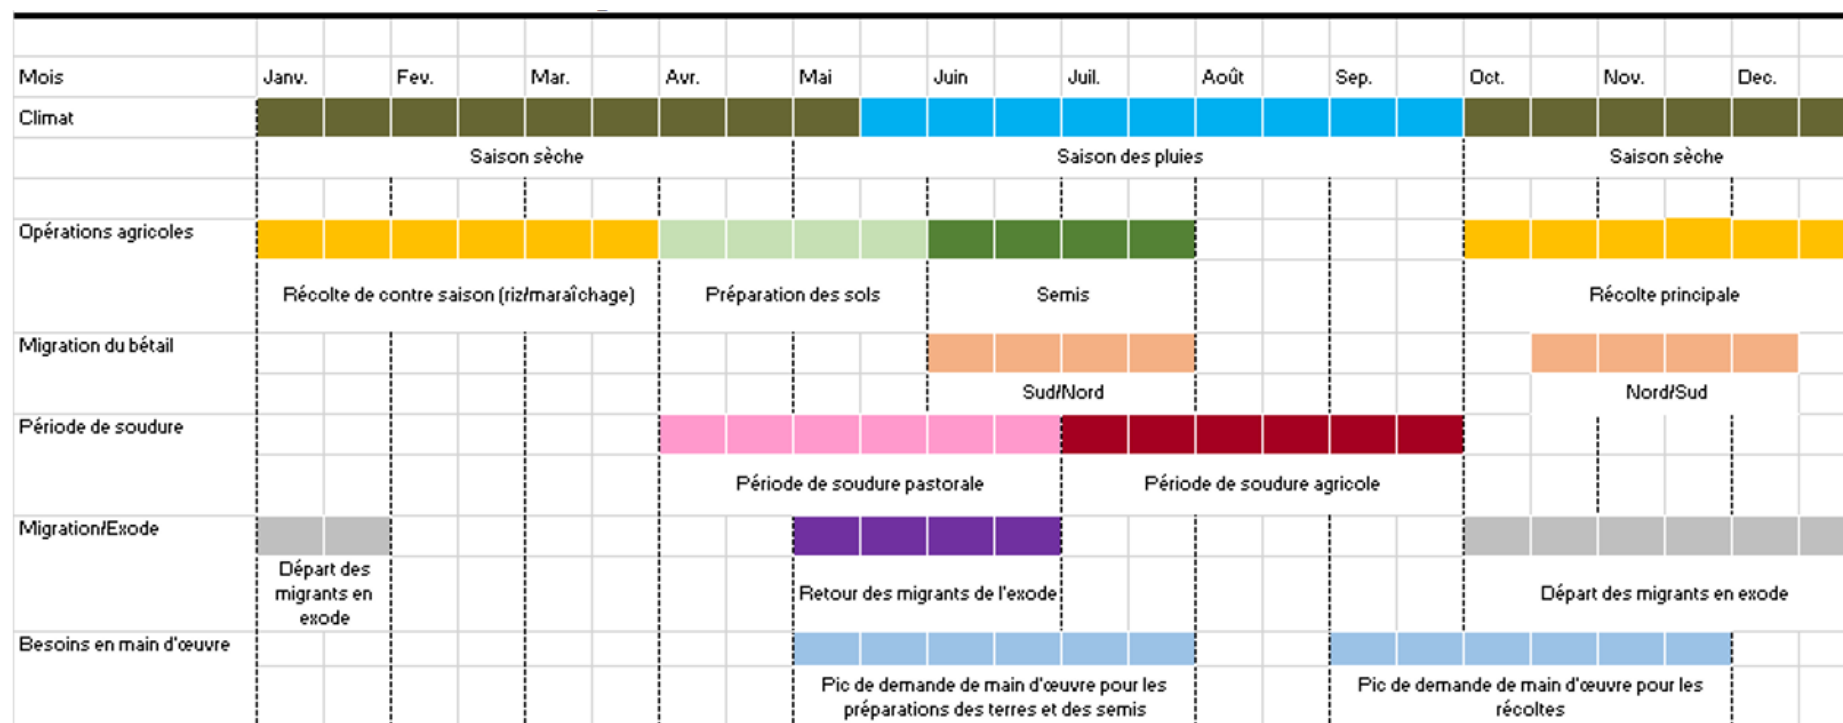 Mois Janv. Fev. Mar. Avr. Mai Juin Juil. Août Sep. Oct. Nov. Dec.
Climat
Saison sèche Saison des pluies Saison sèche
Opérations agricoles
Récolte de contre saison (riz/maraîchage) Préparation des sols Semis Récolte principale
Migration du bétail
Sud/Nord Nord/Sud
Période de soudure
Période de soudure pastorale Période de soudure agricole
Migration/Exode
Départ des
migrants en
exode
Retour des migrants de l'exode
Départ des migrants en exode
Besoins en main d'œuvre
Pic de demande de main d'œuvre pour les
préparations des terres et des semis
Pic de demande de main d'œuvre pour les
récoltes